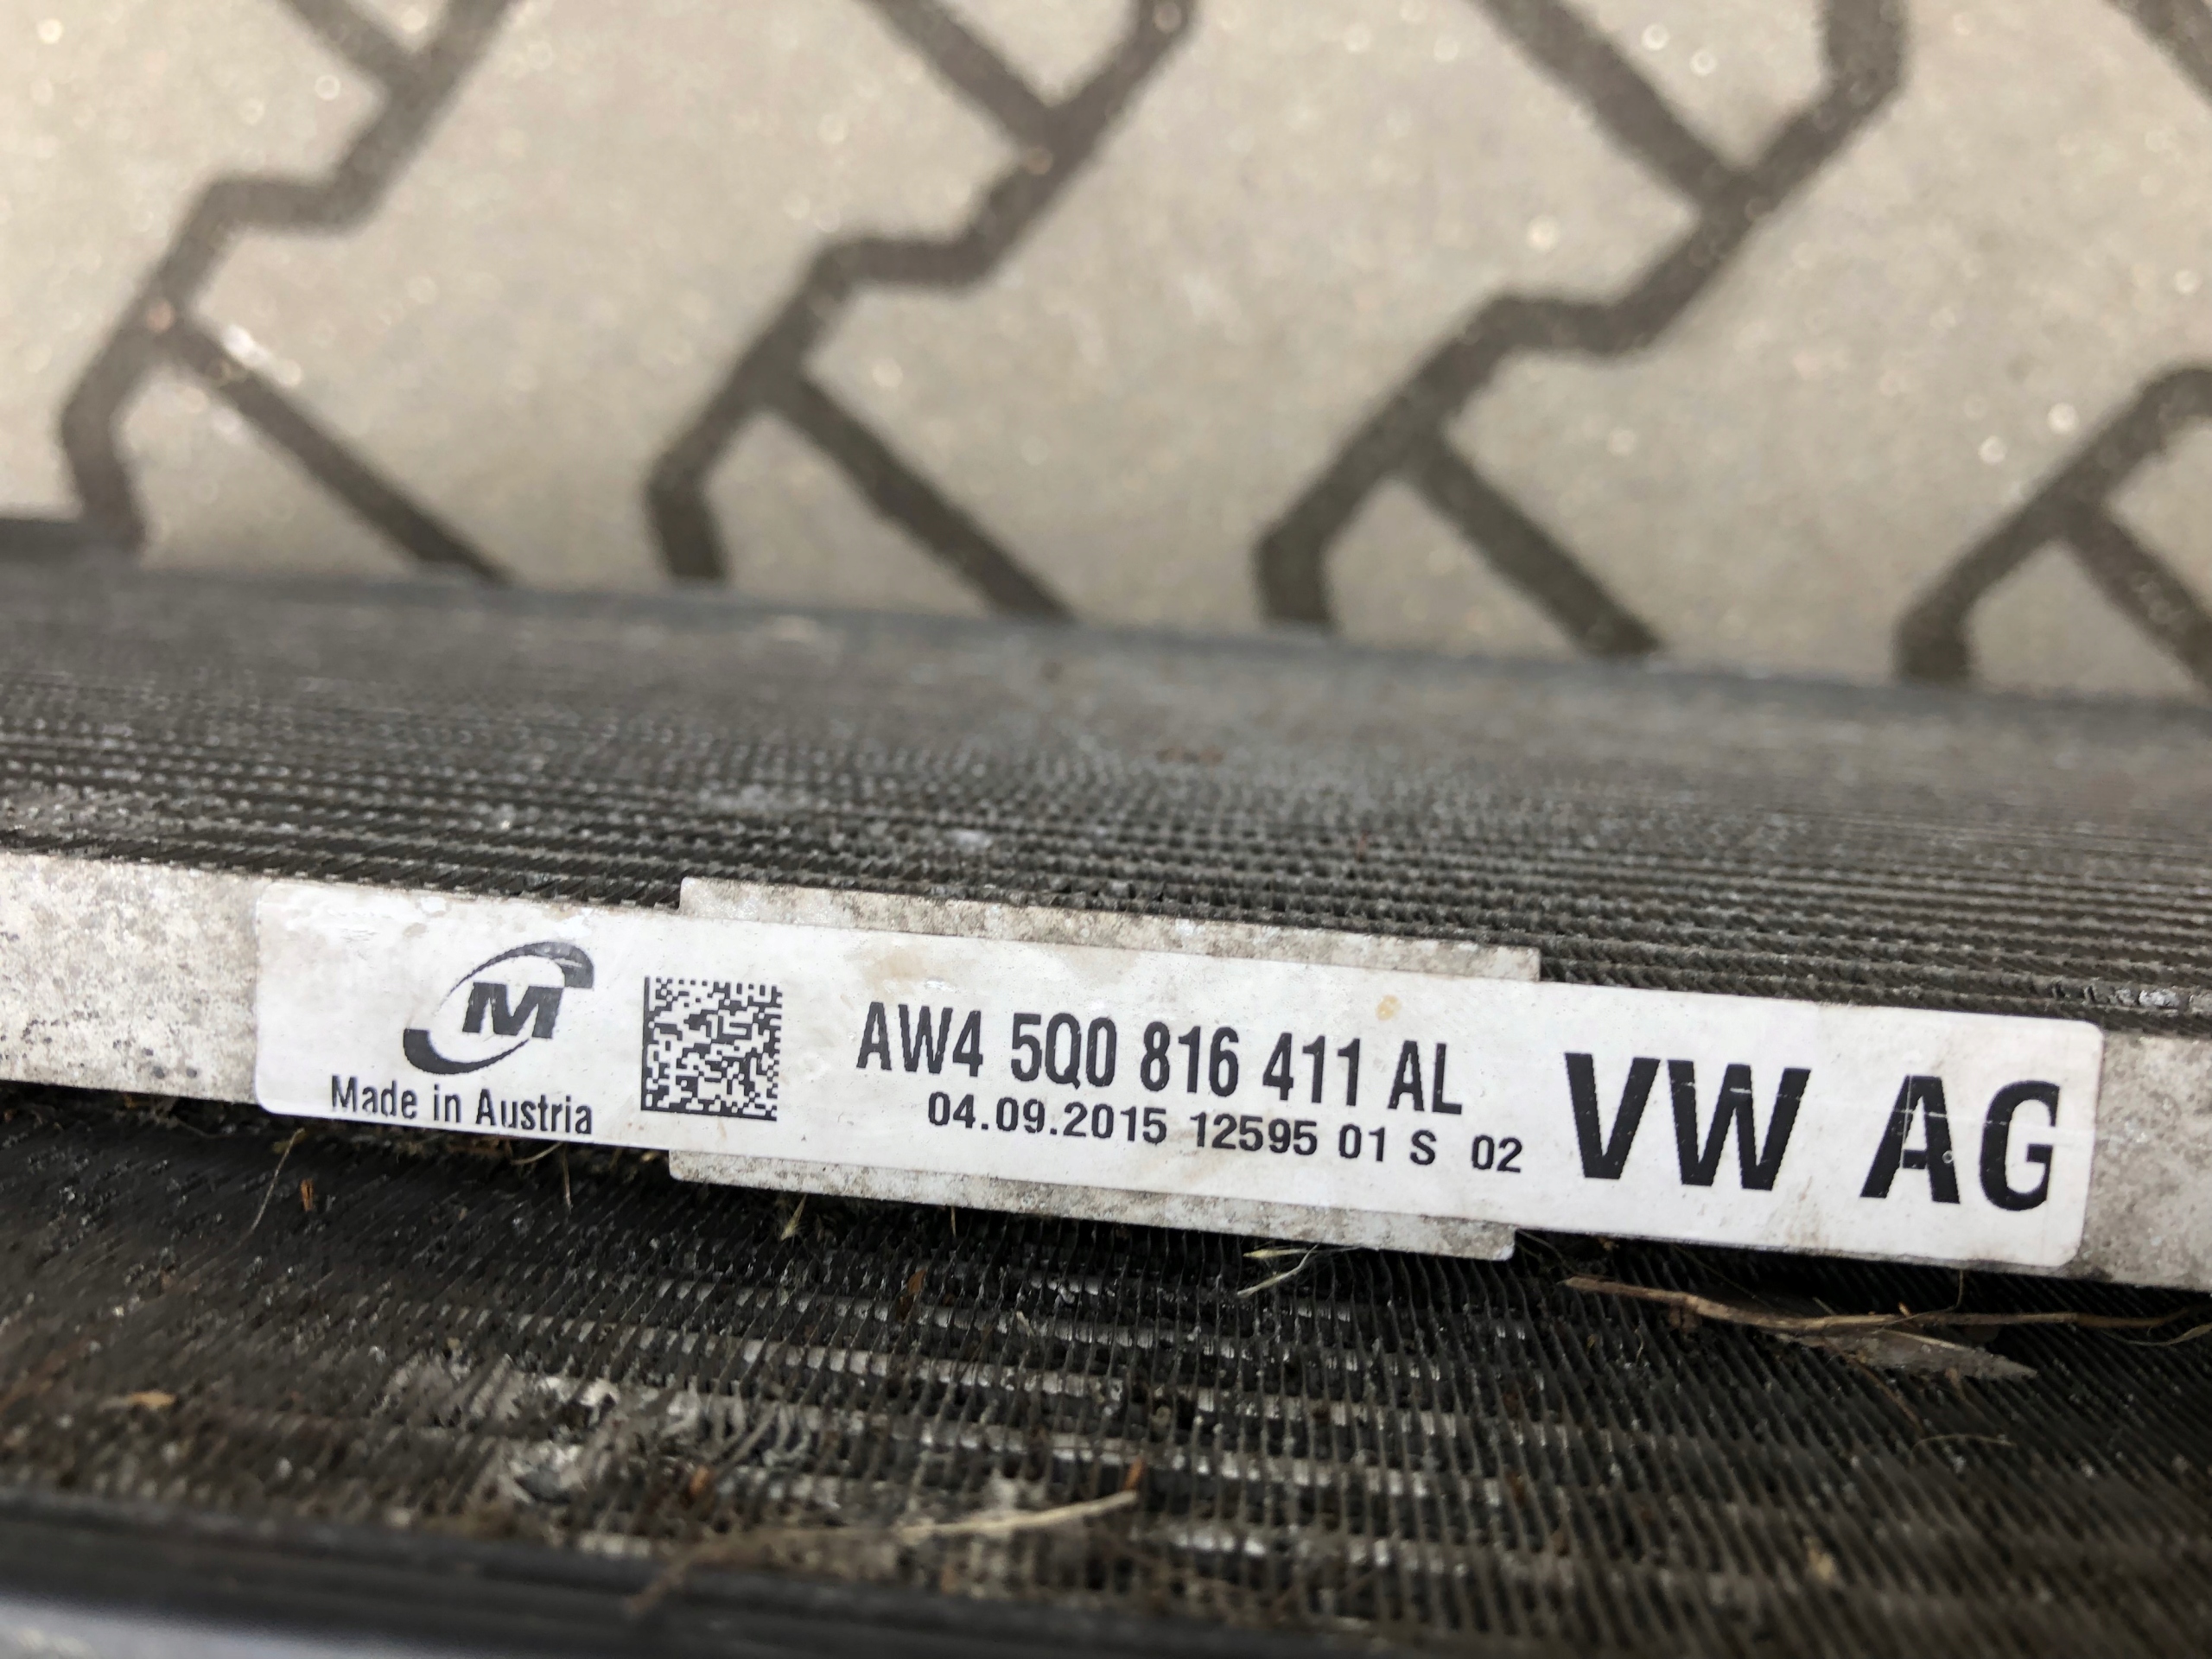 M
Made in Austria
AW4 5Q0 816 411 AL
04.09.2015 12595 01 S 02
VW AG